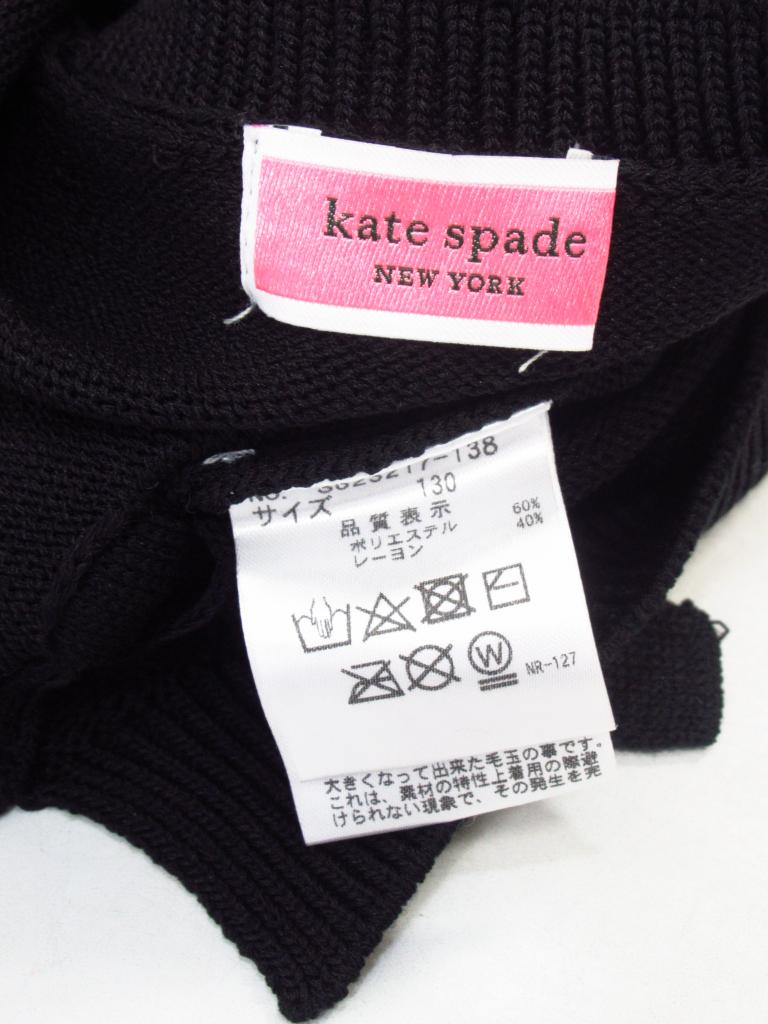 kate spade
NEW YORK
サイズ 130
品質表示
ポリエステル 60%
レーヨン 40%
W
NR-127
大きくなって出来た毛玉の事です。
これは、素材の特性上着用の際避
けられない現象で、その発生を完